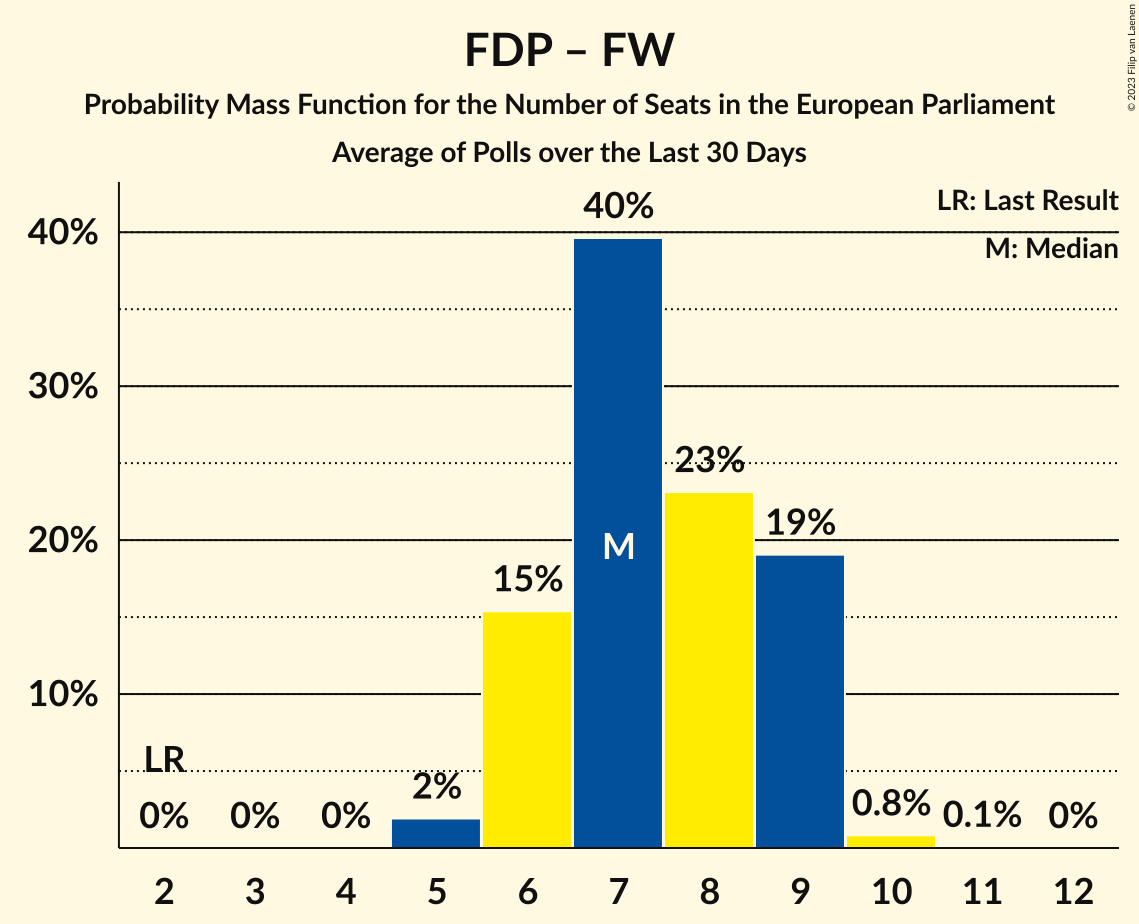 FDP – FW
Probability Mass Function for the Number of Seats in the European Parliament
Average of Polls over the Last 30 Days
© 2023 Filip van Laenen
LR: Last Result
M: Median
40%
30%
20%
10%
LR
0%
0%
0%
2%
15%
40%
M
23%
19%
0.8%
0.1%
0%
2 3 4 5 6 7 8 9 10 11 12